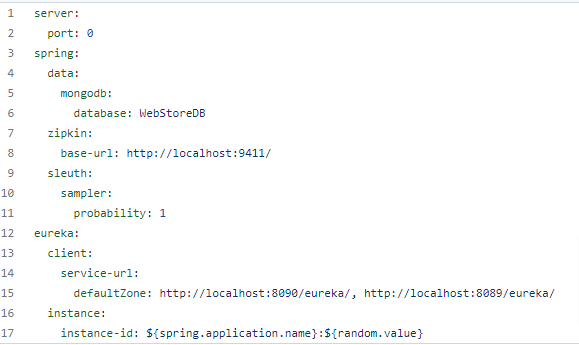 1 server:
2   port: 0
3 spring:
4   data:
5     mongodb:
6       database: WebStoreDB
7   zipkin:
8     base-url: http://localhost:9411/
9   sleuth:
10     sampler:
11       probability: 1
12 eureka:
13   client:
14     service-url:
15       defaultZone: http://localhost:8090/eureka/, http://localhost:8089/eureka/
16   instance:
17     instance-id: ${spring.application.name}:${random.value}